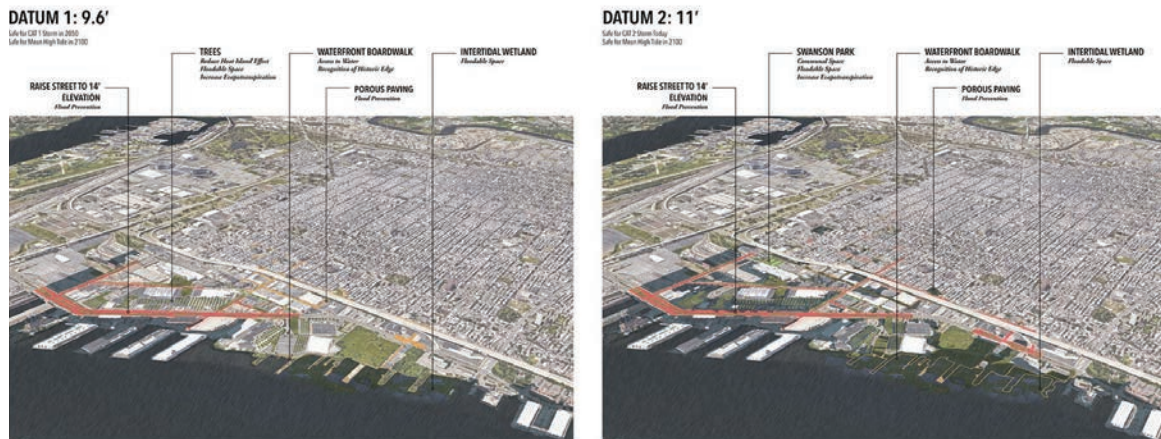 DATUM 1: 9.6'
Safe for CAT 1 Storm in 2050
Safe for Mean High Tide in 2100
TREES
Reduce Heat Island Effect
Floodable Space
Increase Evapotranspiration
WATERFRONT BOARDWALK
Access to Water
Recognition of Historic Edge
INTERTIDAL WETLAND
Floodable Space
RAISE STREET TO 14'
ELEVATION
Flood Prevention
POROUS PAVING
Flood Prevention
DATUM 2: 11'
Safe for CAT 2 Storm Today
Safe for Mean High Tide in 2100
SWANSON PARK
Communal Space
Floodable Space
Increase Evapotranspiration
WATERFRONT BOARDWALK
Access to Water
Recognition of Historic Edge
INTERTIDAL WETLAND
Floodable Space
RAISE STREET TO 14'
ELEVATION
Flood Prevention
POROUS PAVING
Flood Prevention